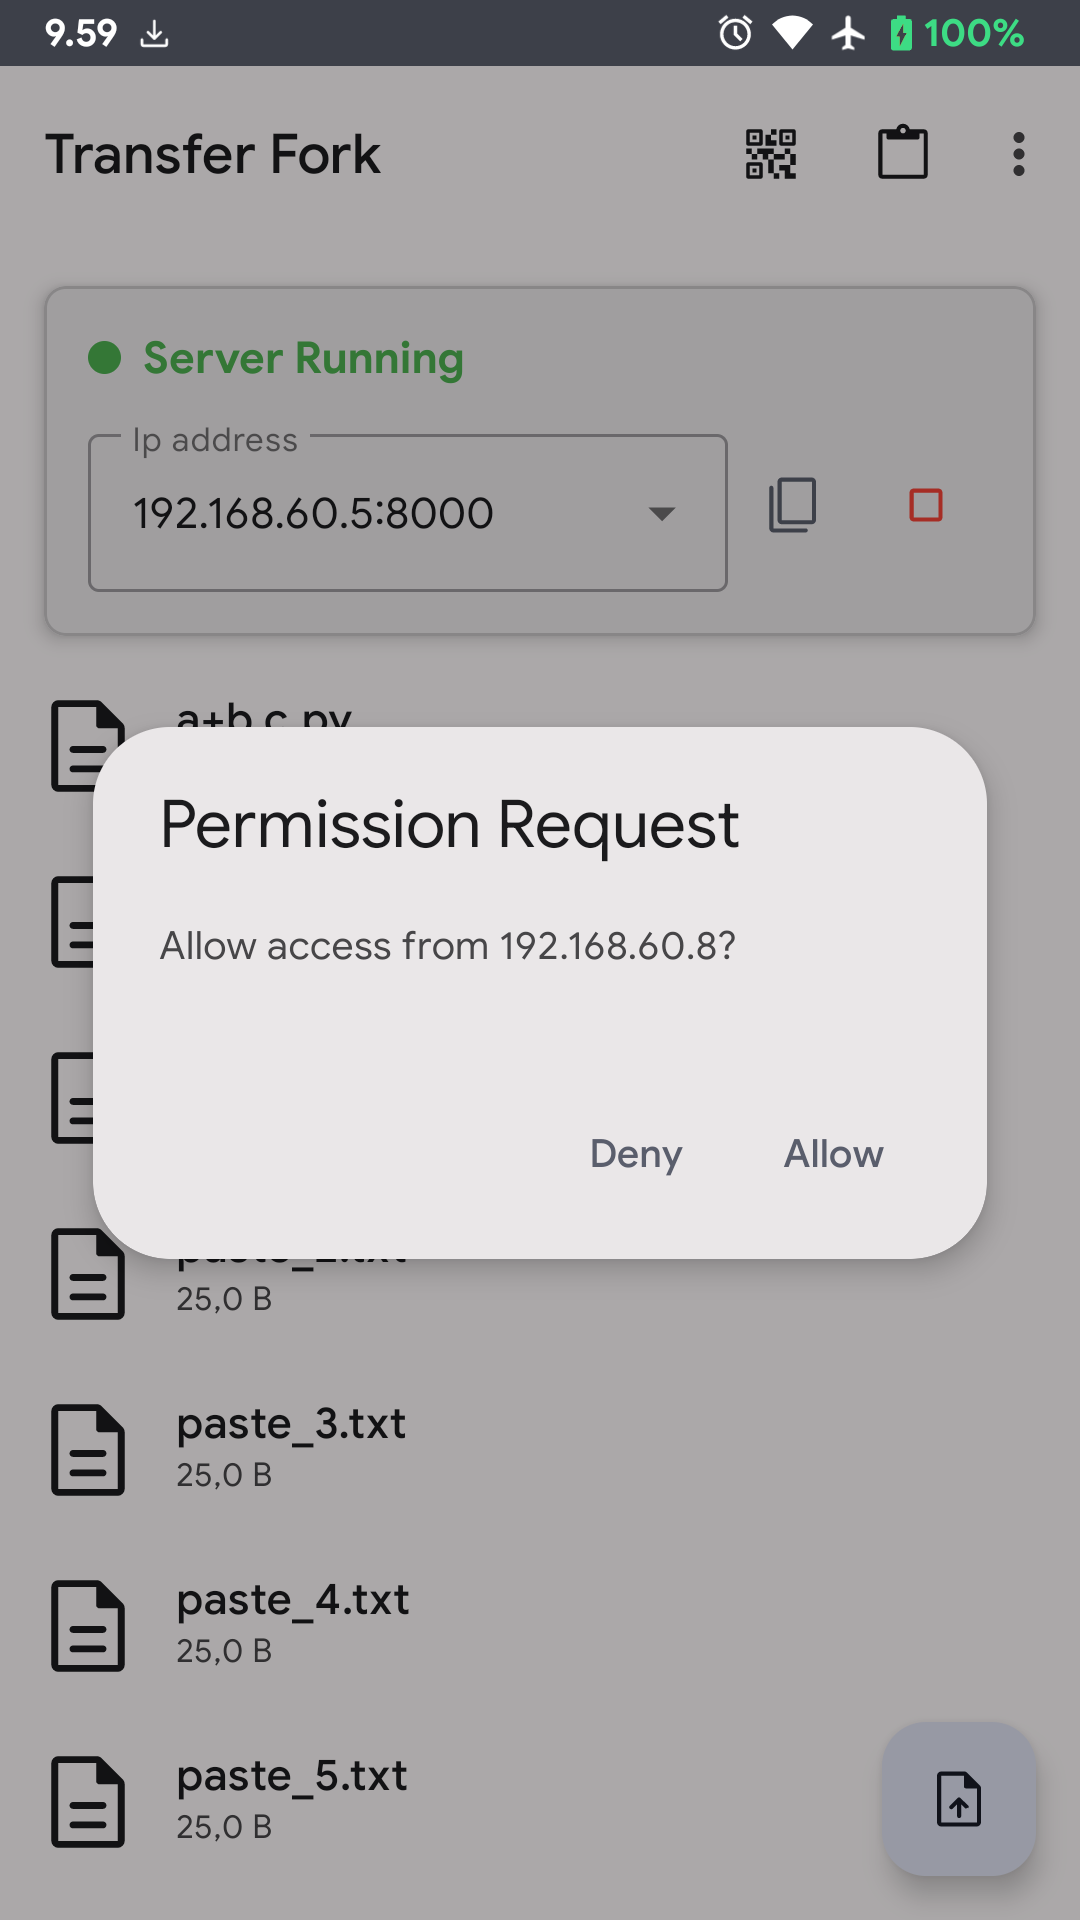 9.59
100%
Transfer Fork
Server Running
Ip address
192.168.60.5:8000
a+b.c.py
Permission Request
Allow access from 192.168.60.8?
Deny
Allow
paste_2.txt
25,0 B
paste_3.txt
25,0 B
paste_4.txt
25,0 B
paste_5.txt
25,0 B